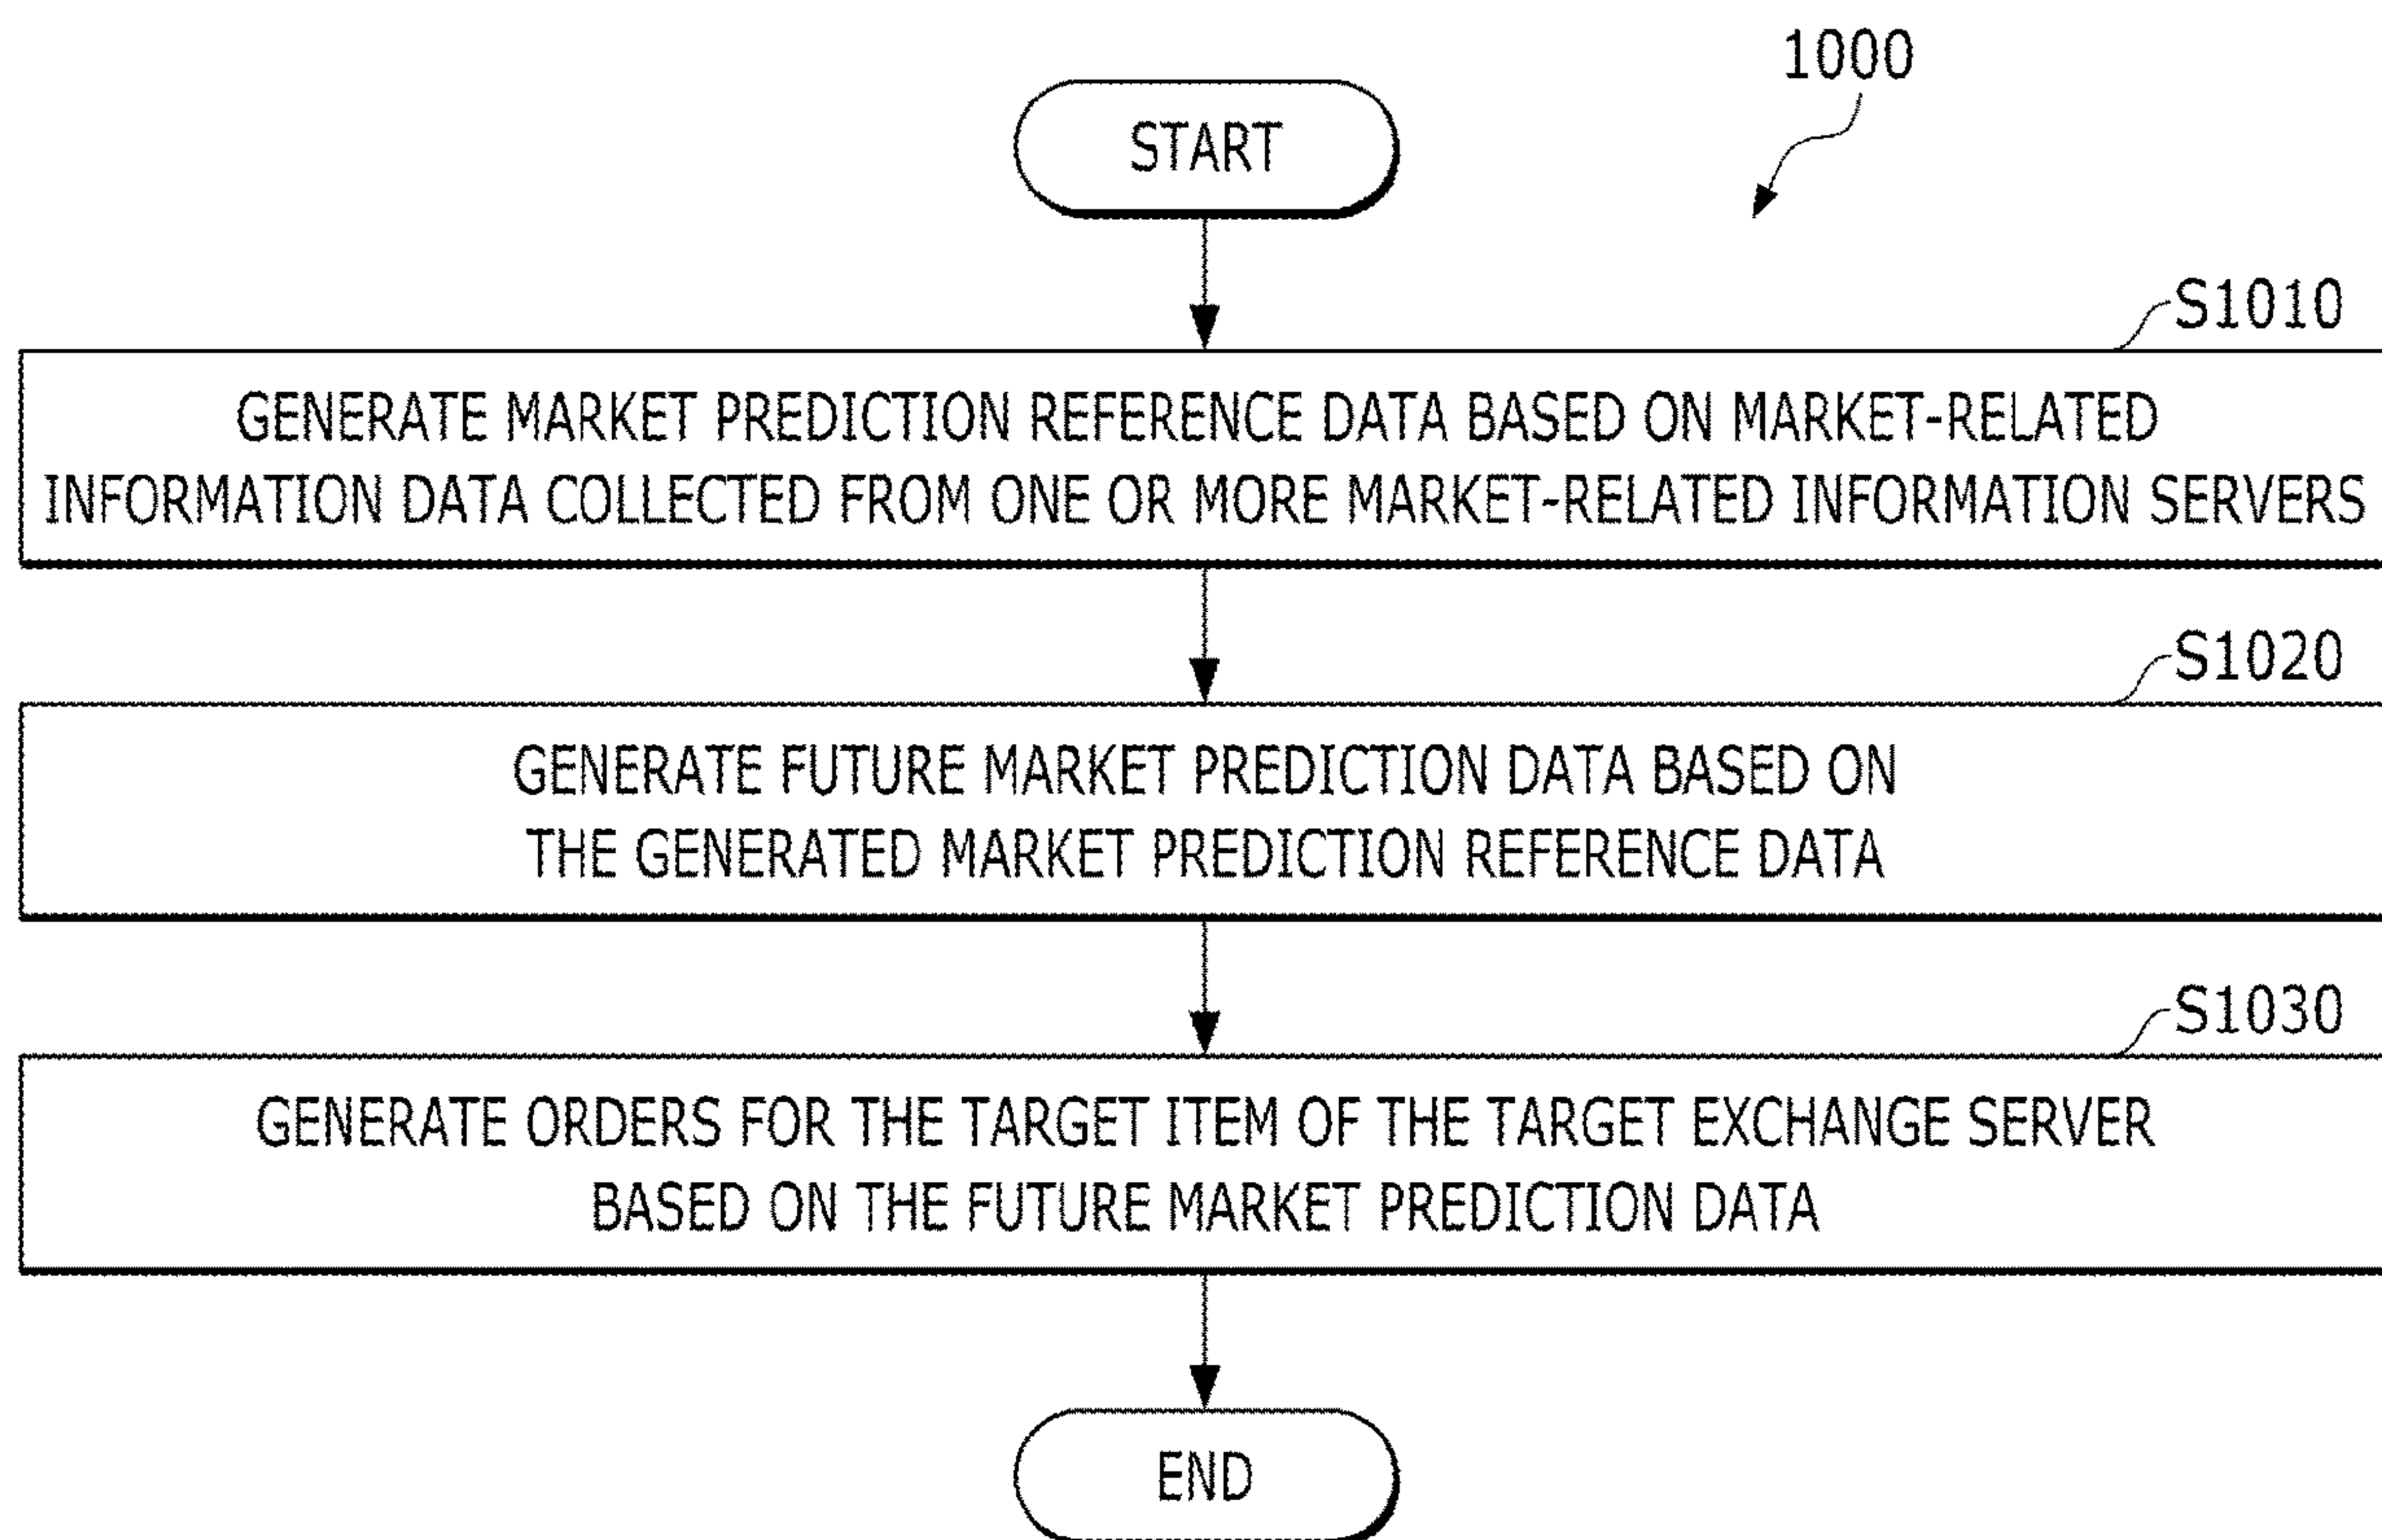 1000
START
S1010
GENERATE MARKET PREDICTION REFERENCE DATA BASED ON MARKET-RELATED
INFORMATION DATA COLLECTED FROM ONE OR MORE MARKET-RELATED INFORMATION SERVERS
S1020
GENERATE FUTURE MARKET PREDICTION DATA BASED ON
THE GENERATED MARKET PREDICTION REFERENCE DATA
S1030
GENERATE ORDERS FOR THE TARGET ITEM OF THE TARGET EXCHANGE SERVER
BASED ON THE FUTURE MARKET PREDICTION DATA
END